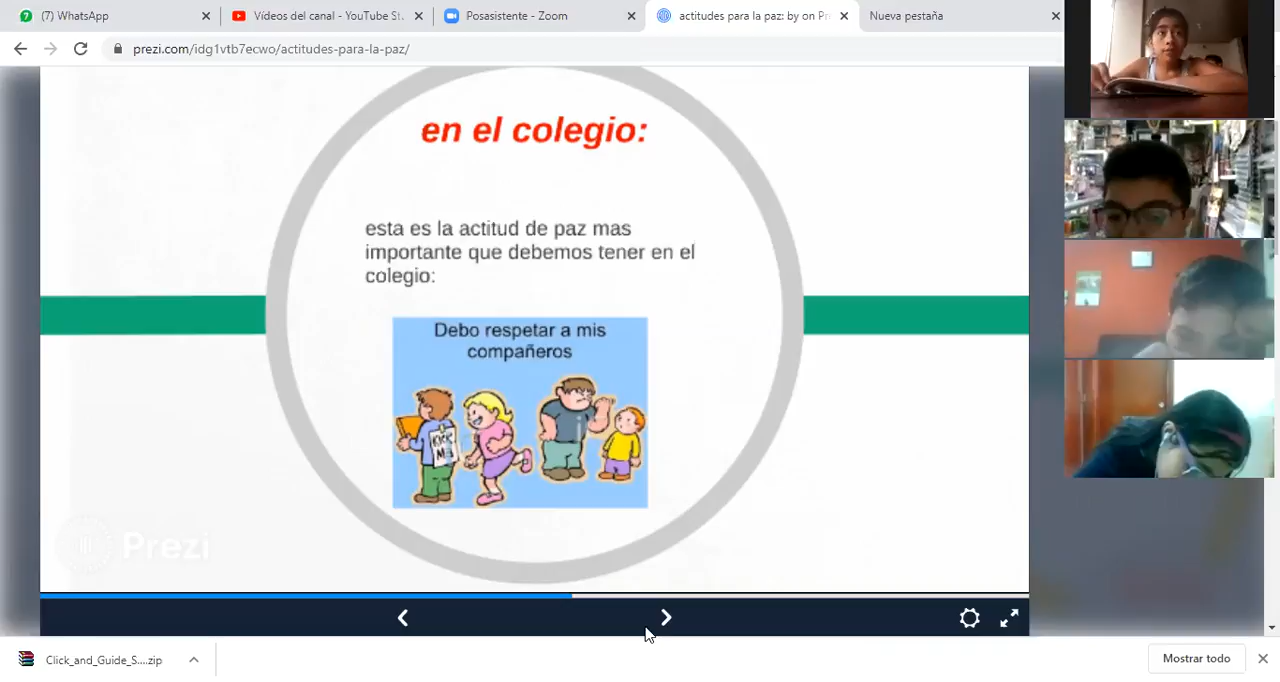 (7) WhatsApp
Vídeos del canal - YouTube St
Posasistente - Zoom
actitudes para la paz: by on Pre
Nueva pestaña
prezi.com/idg1vtb7ecwo/actitudes-para-la-paz/
en el colegio:
esta es la actitud de paz mas
importante que debemos tener en el
colegio:
Debo respetar a mis
compañeros
KICK
ME
Prezi
Click_and_Guide_S....zip
Mostrar todo